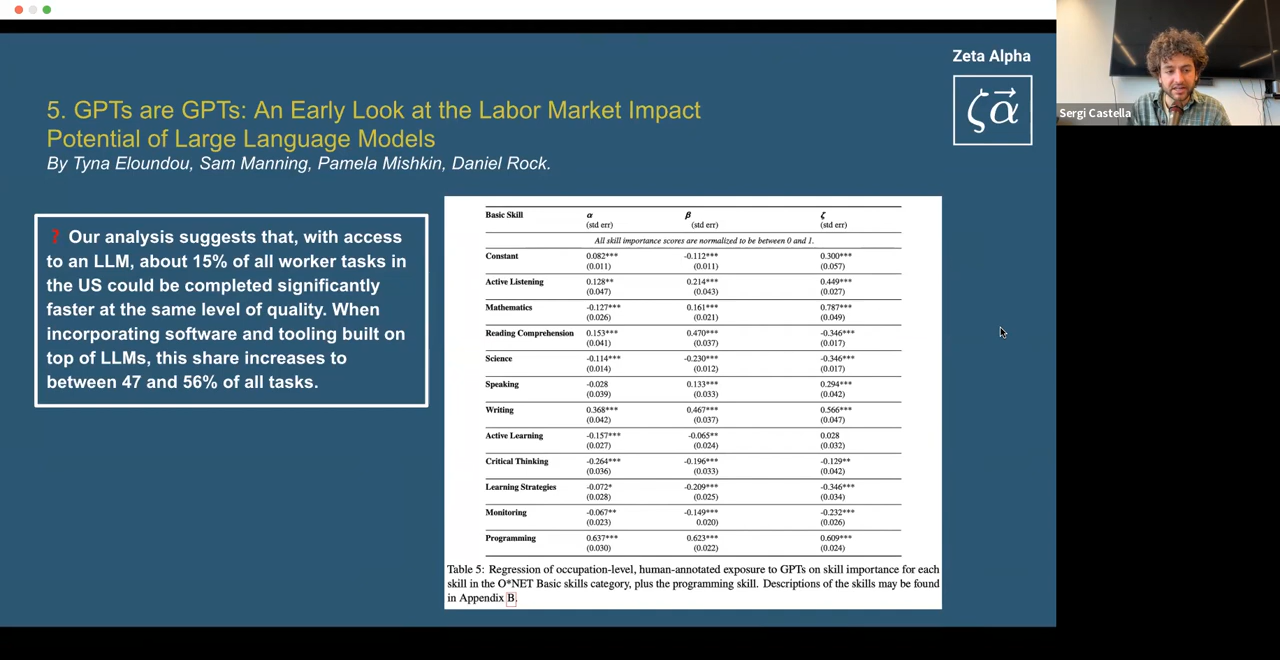 Zeta Alpha
ζα
Sergi Castella
5. GPTs are GPTs: An Early Look at the Labor Market Impact
Potential of Large Language Models
By Tyna Eloundou, Sam Manning, Pamela Mishkin, Daniel Rock.
❓ Our analysis suggests that, with access
to an LLM, about 15% of all worker tasks in
the US could be completed significantly
faster at the same level of quality. When
incorporating software and tooling built on
top of LLMs, this share increases to
between 47 and 56% of all tasks.
Basic Skill α β ζ
(std err) (std err) (std err)
All skill importance scores are normalized to be between 0 and 1.
Constant 0.082*** -0.112*** 0.300***
(0.011) (0.011) (0.057)
Active Listening 0.128** 0.214*** 0.449***
(0.047) (0.043) (0.027)
Mathematics -0.127*** 0.161*** 0.787***
(0.026) (0.021) (0.049)
Reading Comprehension 0.153*** 0.470*** -0.346***
(0.041) (0.037) (0.017)
Science -0.114*** -0.230*** -0.346***
(0.014) (0.012) (0.017)
Speaking -0.028 0.133*** 0.294***
(0.039) (0.033) (0.042)
Writing 0.368*** 0.467*** 0.566***
(0.042) (0.037) (0.047)
Active Learning -0.157*** -0.065** 0.028
(0.027) (0.024) (0.032)
Critical Thinking -0.264*** -0.196*** -0.129**
(0.036) (0.033) (0.042)
Learning Strategies -0.072* -0.209*** -0.346***
(0.028) (0.025) (0.034)
Monitoring -0.067** -0.149*** -0.232***
(0.023) 0.020) (0.026)
Programming 0.637*** 0.623*** 0.609***
(0.030) (0.022) (0.024)
Table 5: Regression of occupation-level, human-annotated exposure to GPTs on skill importance for each
skill in the O*NET Basic skills category, plus the programming skill. Descriptions of the skills may be found
in Appendix B.